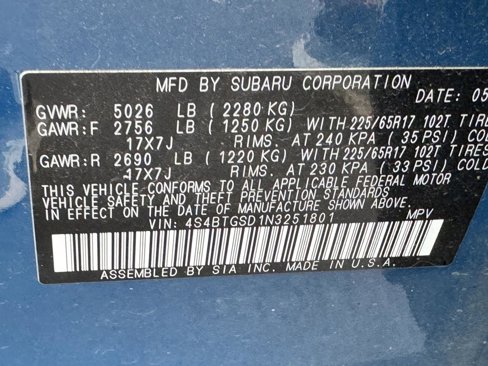 MFD BY SUBARU CORPORATION
DATE: 05
GVWR: 5026 LB (2280 KG)
GAWR:F 2756 LB (1250 KG) WITH 225/65R17 102T TIRE
17X7J RIMS. AT 240 KPA (35 PSI) COLD
GAWR:R 2690 LB (1220 KG) WITH 225/65R17 102T TIRES
17X7J RIMS. AT 230 KPA (33 PSI) COLD
THIS VEHICLE CONFORMS TO ALL APPLICABLE FEDERAL MOTOR
VEHICLE SAFETY AND BUMPER STANDARDS
IN EFFECT ON THE DATE OF MANUFACTURE SHOWN ABOVE.
VIN: 4S4BTGSD1N3251801 MPV
ASSEMBLED BY SIA INC. MADE IN U.S.A.